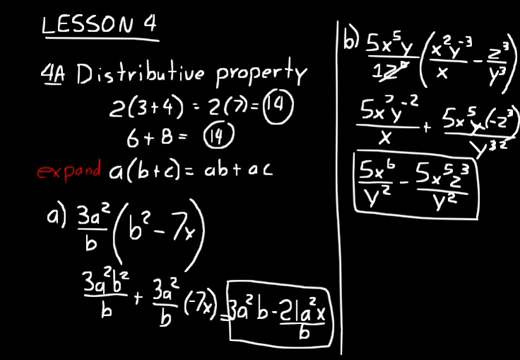 LESSON 4
4A Distributive property
2(3+4) = 2(7) = 14
6+8 = 14
expand a(b+c) = ab + ac
a) 3a²/b (b² - 7x)
3a²b²/b + 3a²/b (-7x) = 3a²b - 21a²x/b
b) 5x⁵y/1z⁰ (x²y⁻³/x - z³/y³)
5x⁷y⁻²/x + 5x⁵y(-z³)/y³²
5x⁶/y² - 5x⁵z³/y²